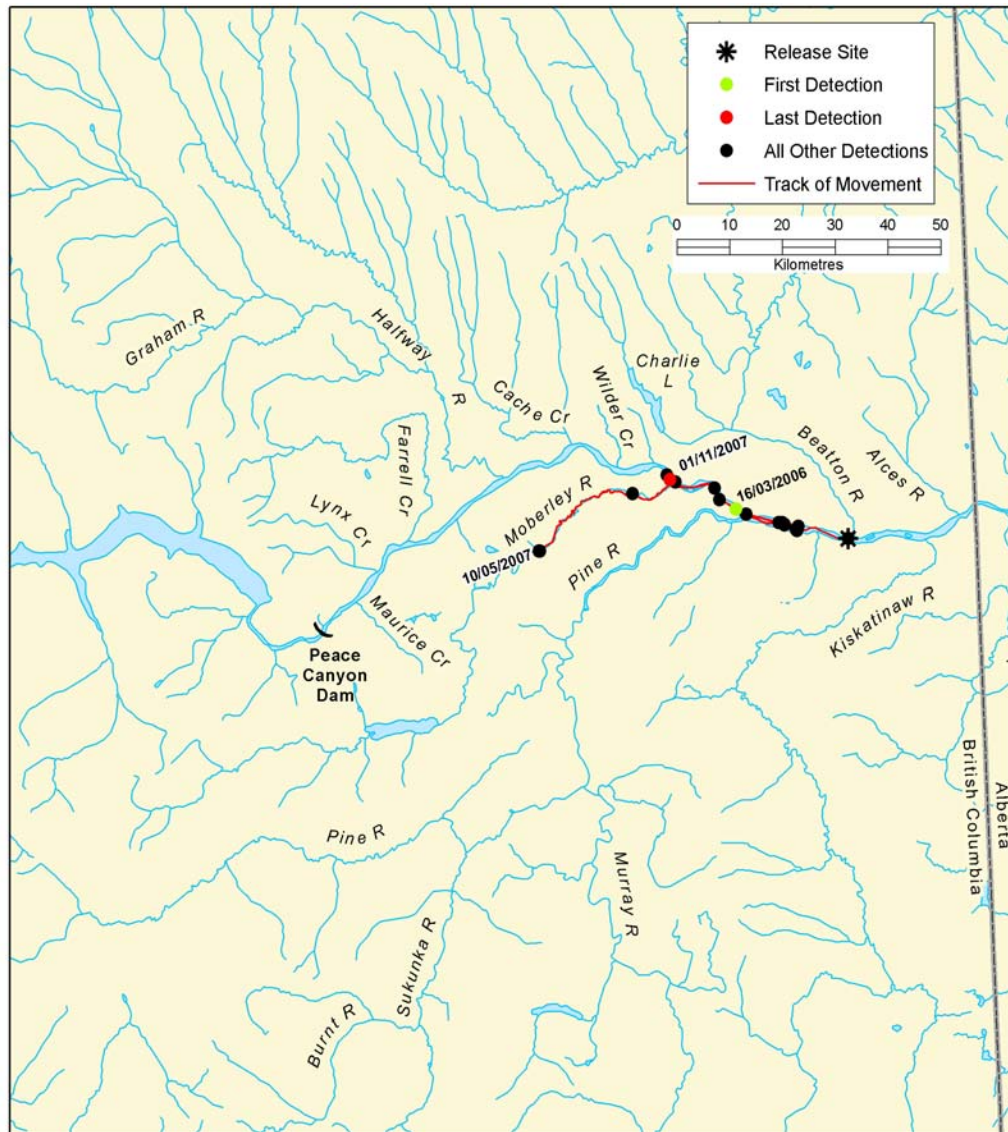 Release Site
First Detection
Last Detection
All Other Detections
Track of Movement
0 10 20 30 40 50
Kilometres
Graham R
Halfway
R
Charlie
L
Cache Cr
Wilder Cr
Farrell Cr
Beatton R
Alces R
01/11/2007
16/03/2006
Lynx Cr
Moberley R
10/05/2007
Pine R
Maurice Cr
Kiskatinaw R
Peace
Canyon
Dam
British Columbia
Alberta
Pine R
Murray R
Sukunka R
Burnt R